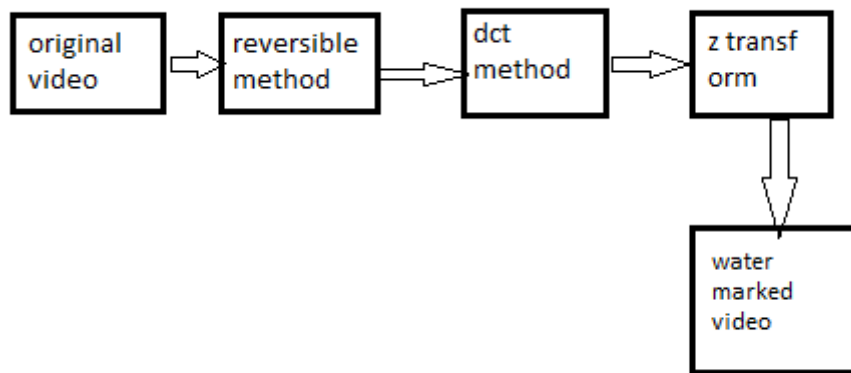 original
video
reversible
method
dct
method
z transf
orm
water
marked
video